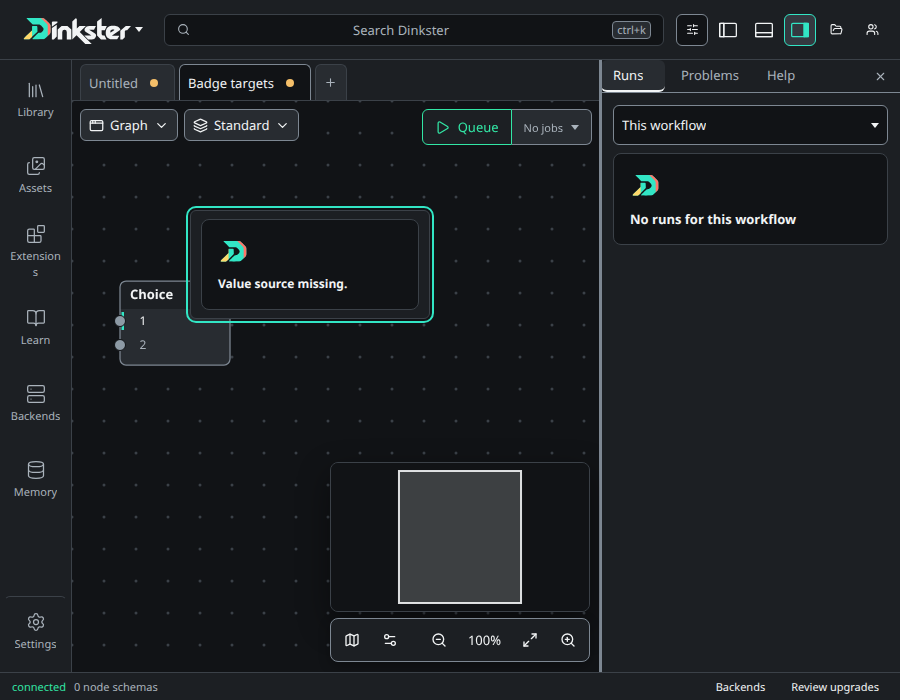 Dinkster
Search Dinkster
ctrl+k
Library
Assets
Extension
s
Learn
Backends
Memory
Settings
Untitled
Badge targets
+
Graph
Standard
Queue
No jobs
Value source missing.
Choice
1
2
100%
Runs
Problems
Help
This workflow
No runs for this workflow
connected
0 node schemas
Backends
Review upgrades